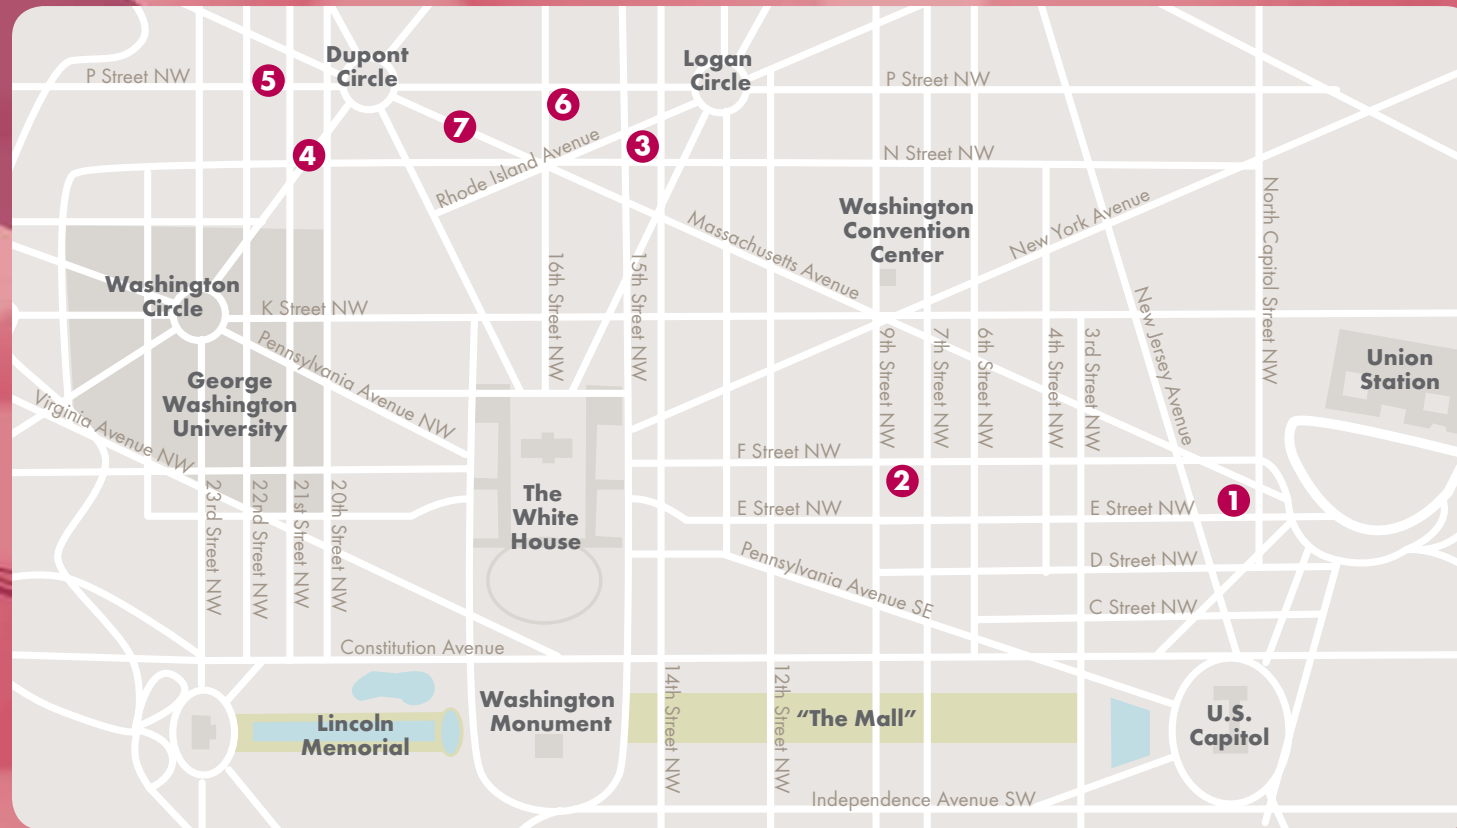 Dupont
Circle
Logan
Circle
P Street NW
5
P Street NW
6
7
3
4
Rhode Island Avenue
N Street NW
North Capitol Street NW
Washington
Convention
Center
New York Avenue
Massachusetts Avenue
16th Street NW
15th Street NW
Washington
Circle
K Street NW
New Jersey Avenue
Pennsylvania Avenue NW
9th Street NW
7th Street NW
6th Street NW
4th Street NW
3rd Street NW
Union
Station
George
Washington
University
Virginia Avenue NW
F Street NW
2
1
The
White
House
E Street NW
E Street NW
23rd Street NW
22nd Street NW
21st Street NW
20th Street NW
Pennsylvania Avenue SE
D Street NW
C Street NW
Constitution Avenue
14th Street NW
12th Street NW
Washington
Monument
Lincoln
Memorial
“The Mall”
U.S.
Capitol
Independence Avenue SW